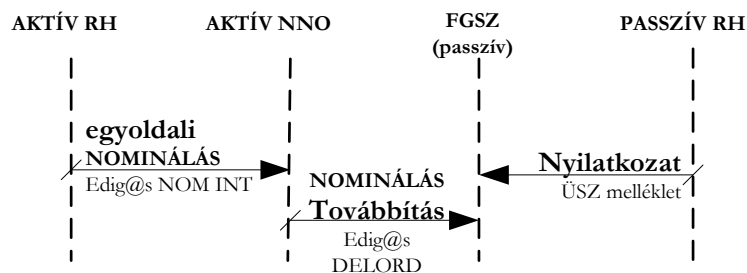 AKTÍV RH
AKTÍV NNO
FGSZ
(passzív)
PASSZÍV RH
egyoldali
NOMINÁLÁS
Edig@s NOM INT
NOMINÁLÁS
Továbbítás
Edig@s
DELORD
Nyilatkozat
ÜSZ melléklet